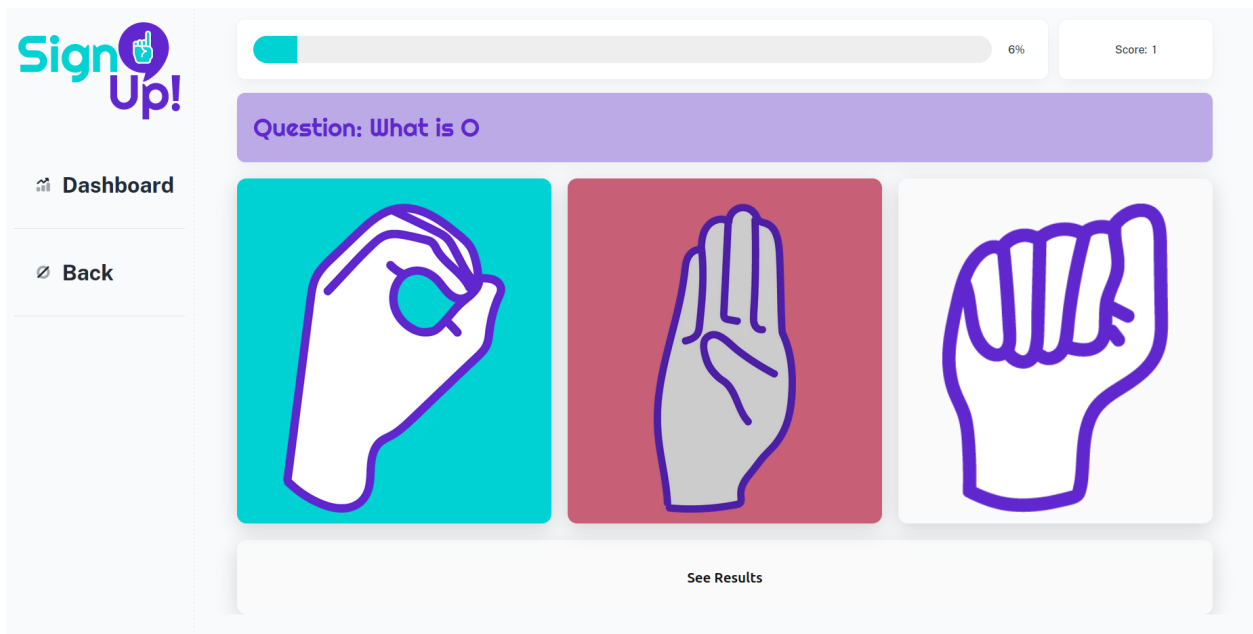 Sign
Up!
6%
Score: 1
Question: What is O
Dashboard
Back
See Results